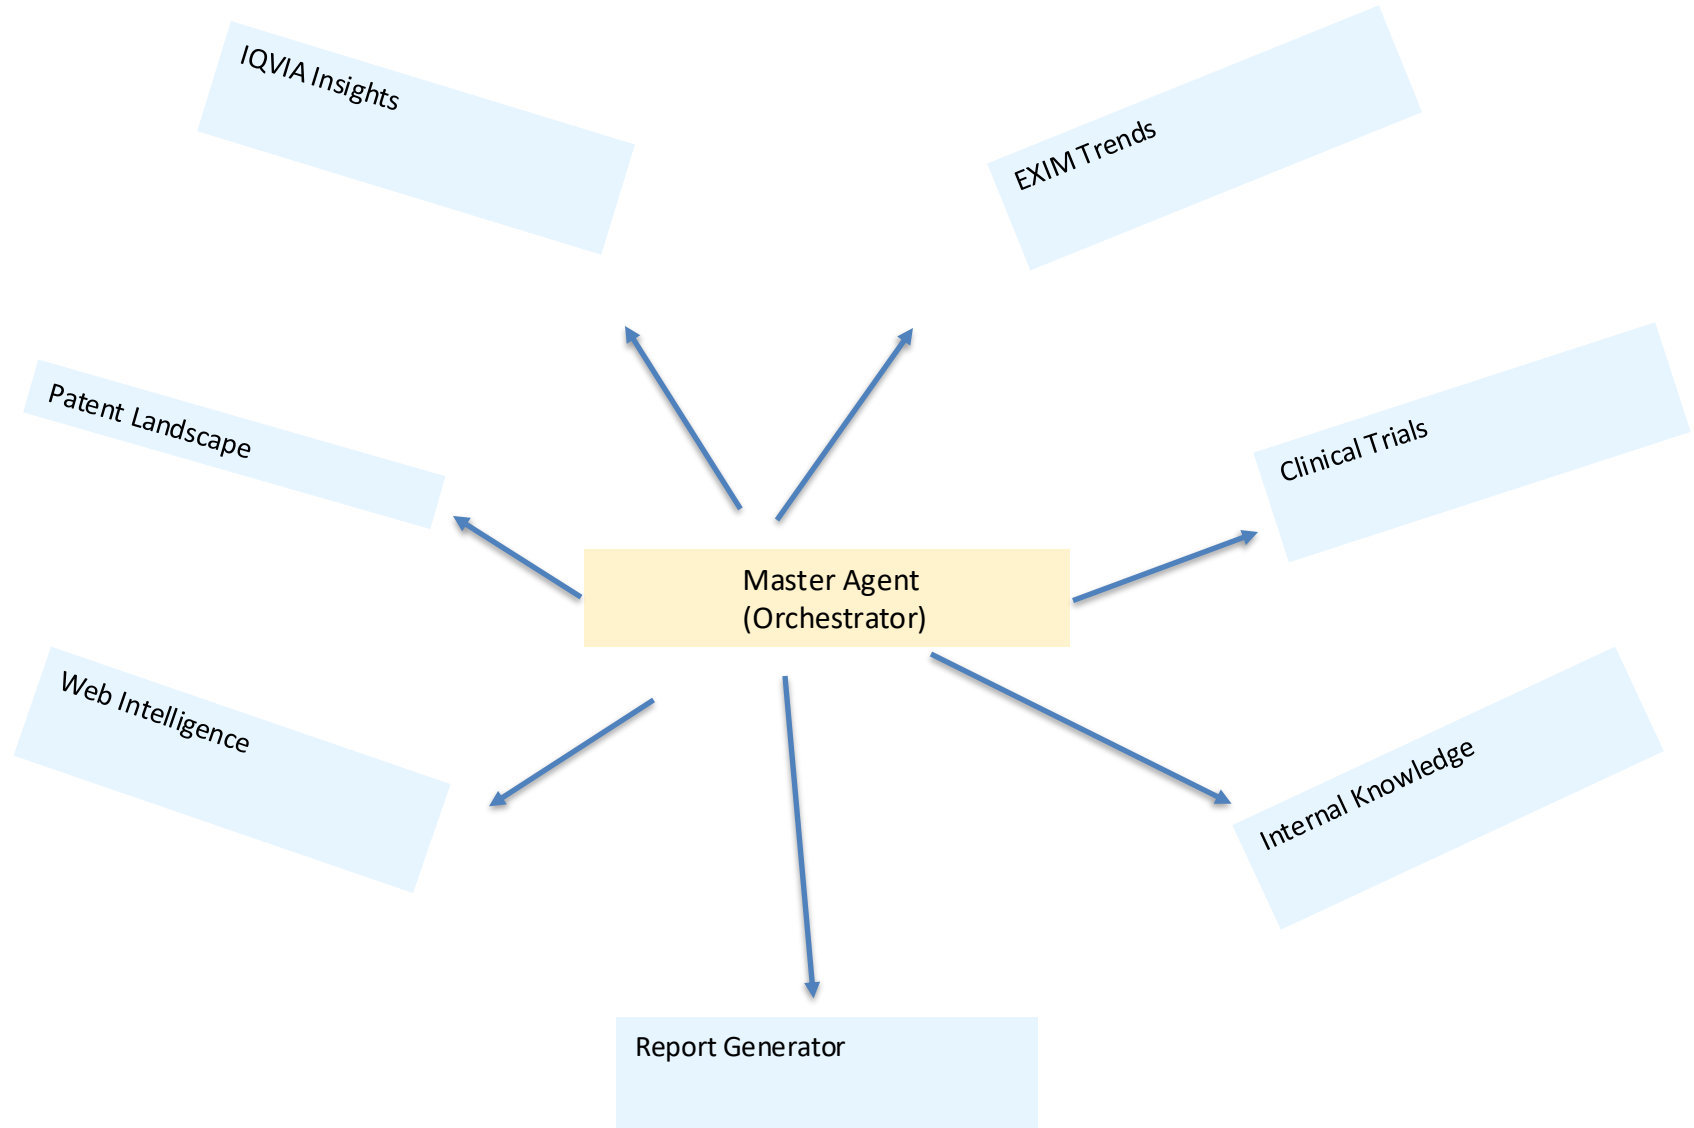 IQVIA Insights
EXIM Trends
Patent Landscape
Clinical Trials
Master Agent
(Orchestrator)
Web Intelligence
Internal Knowledge
Report Generator